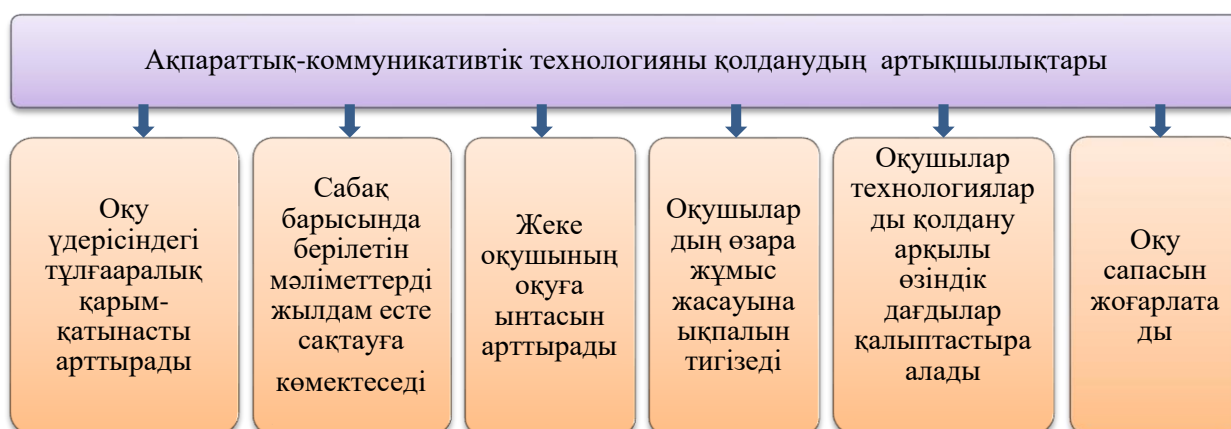 Ақпараттық-коммуникативтік технологияны қолданудың артықшылықтары
Оқу
үдерісіндегі
тұлғааралық
қарым-
қатынасты
арттырады
Сабақ
барысында
берілетін
мәліметтерді
жылдам есте
сақтауға
көмектеседі
Жеке
оқушының
оқуға
ынтасын
арттырады
Оқушылар
дың өзара
жұмыс
жасауына
ықпалын
тигізеді
Оқушылар
технологиялар
ды қолдану
арқылы
өзіндік
дағдылар
қалыптастыра
алады
Оқу
сапасын
жоғарлата
ды